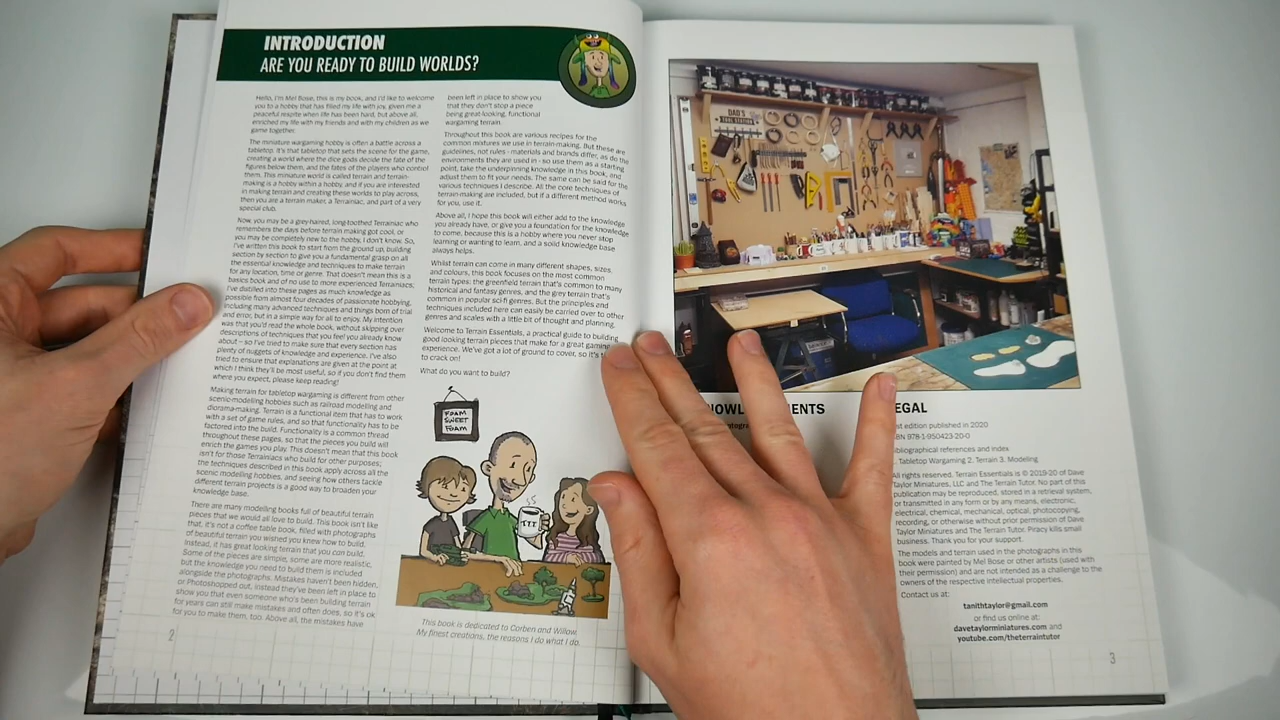 INTRODUCTION
ARE YOU READY TO BUILD WORLDS?
Hello, I'm Mel Bose, this is my book, and I'd like to welcome
you to a hobby that has filled my life with joy, given me a
peaceful respite when life has been hard, but above all,
enriched my life with my friends and with my children as we
game together.
The miniature wargaming hobby is often a battle across a
tabletop. It's that tabletop that sets the scene for the game,
creating a world where the dice gods decide the fate of the
figures below them, and the fates of the players who control
them. This miniature world is called terrain and terrain-
making is a hobby within a hobby, and if you are interested
in making terrain and creating these worlds to play across,
then you are a terrain maker, a Terrainiac, and part of a very
special club.
Now, you may be a grey-haired, long-toothed Terrainiac who
remembers the days before terrain making got cool, or
you may be completely new to the hobby, I don't know. So,
I've written this book to start from the ground up, building
section by section to give you a fundamental grasp on all
the essential knowledge and techniques to make terrain
for any location, time or genre. That doesn't mean this is a
basics book and of no use to more experienced Terrainiacs.
I've distilled into these pages as much knowledge as
possible from almost four decades of passionate hobbying,
including many advanced techniques and things born of trial
and error, but in a simple way for all to enjoy. My intention
was that you'd read the whole book, without skipping over
descriptions of techniques that you feel you already know
about – so I've tried to make sure that every section has
plenty of nuggets of knowledge and experience. I've also
tried to ensure that explanations are given at the point at
which I think they'll be most useful, so if you don't find them
where you expect, please keep reading!
Making terrain for tabletop wargaming is different from other
scenic-modelling hobbies such as railroad modelling and
diorama-making. Terrain is a functional item that has to work
with a set of game rules, and so that functionality has to be
factored into the build. Functionality is a common thread
throughout these pages, so that the pieces you build will
enrich the games you play. This doesn't mean that this book
isn't for those Terrainiacs who build for other purposes;
the techniques described in this book apply across all the
scenic modelling hobbies, and seeing how others tackle
different terrain projects is a good way to broaden your
knowledge base.
There are many modelling books full of beautiful terrain
pieces that we would all love to build. This book isn't like
that, it's not a coffee table book, filled with photographs
of beautiful terrain you wished you knew how to build.
Instead, it has great looking terrain that you can build.
Some of the pieces are simple, some are more realistic,
but the knowledge you need to build them is included
alongside the photographs. Mistakes haven't been hidden,
or Photoshopped out, instead they've been left in place to
show you that even someone who's been building terrain
for years can still make mistakes and often does, so it's ok
for you to make them, too. Above all, the mistakes have
2
been left in place to show you
that they don't stop a piece
being great looking, functional
wargaming terrain.
Throughout this book are various recipes for the
common mixtures we use in terrain-making. But these are
guidelines, not rules - materials and brands differ, as do the
environments they are used in - so use them as a starting
point, take the underpinning knowledge in this book, and
adjust them to fit your needs. The same can be said for the
various techniques I describe. All the core techniques of
terrain-making are included, but if a different method works
for you, use it.
Above all, I hope this book will either add to the knowledge
you already have, or give you a foundation for the knowledge
to come, because this is a hobby where you never stop
learning or wanting to learn, and a solid knowledge base
always helps.
Whilst terrain can come in many different shapes, sizes,
and colours, this book focuses on the most common
terrain types: the greenfield terrain that's common to many
historical and fantasy genres, and the grey terrain that's
common in popular sci fi genres. But the principles and
techniques included here can easily be carried over to other
genres and scales with a little bit of thought and planning.
Welcome to Terrain Essentials, a practical guide to building
good looking terrain pieces that make for a great gaming
experience. We've got a lot of ground to cover, so it's
to crack on!
What do you want to build?
FOAM
SWEET
FOAM
TTT
This book is dedicated to Corben and Willow.
My finest creations, the reasons I do what I do.
DAD'S
TOOL STATION
EGAL
st edition published in 2020
BN 978-1-950423-20-0
bliographical references and index
Tabletop Wargaming 2. Terrain 3. Modeling
All rights reserved. Terrain Essentials is © 2019-20 of Dave
Taylor Miniatures, LLC and The Terrain Tutor. No part of this
publication may be reproduced, stored in a retrieval system,
or transmitted in any form or by any means, electronic,
electrical, chemical, mechanical, optical, photocopying,
recording, or otherwise without prior permission of Dave
Taylor Miniatures and The Terrain Tutor. Piracy kills small
business. Thank you for your support.
The models and terrain used in the photographs in this
book were painted by Mel Bose or other artists (used with
their permission) and are not intended as a challenge to the
owners of the respective intellectual properties.
Contact us at:
tanithtaylor@gmail.com
or find us online at:
davetaylorminiatures.com and
youtube.com/theterraintutor
3